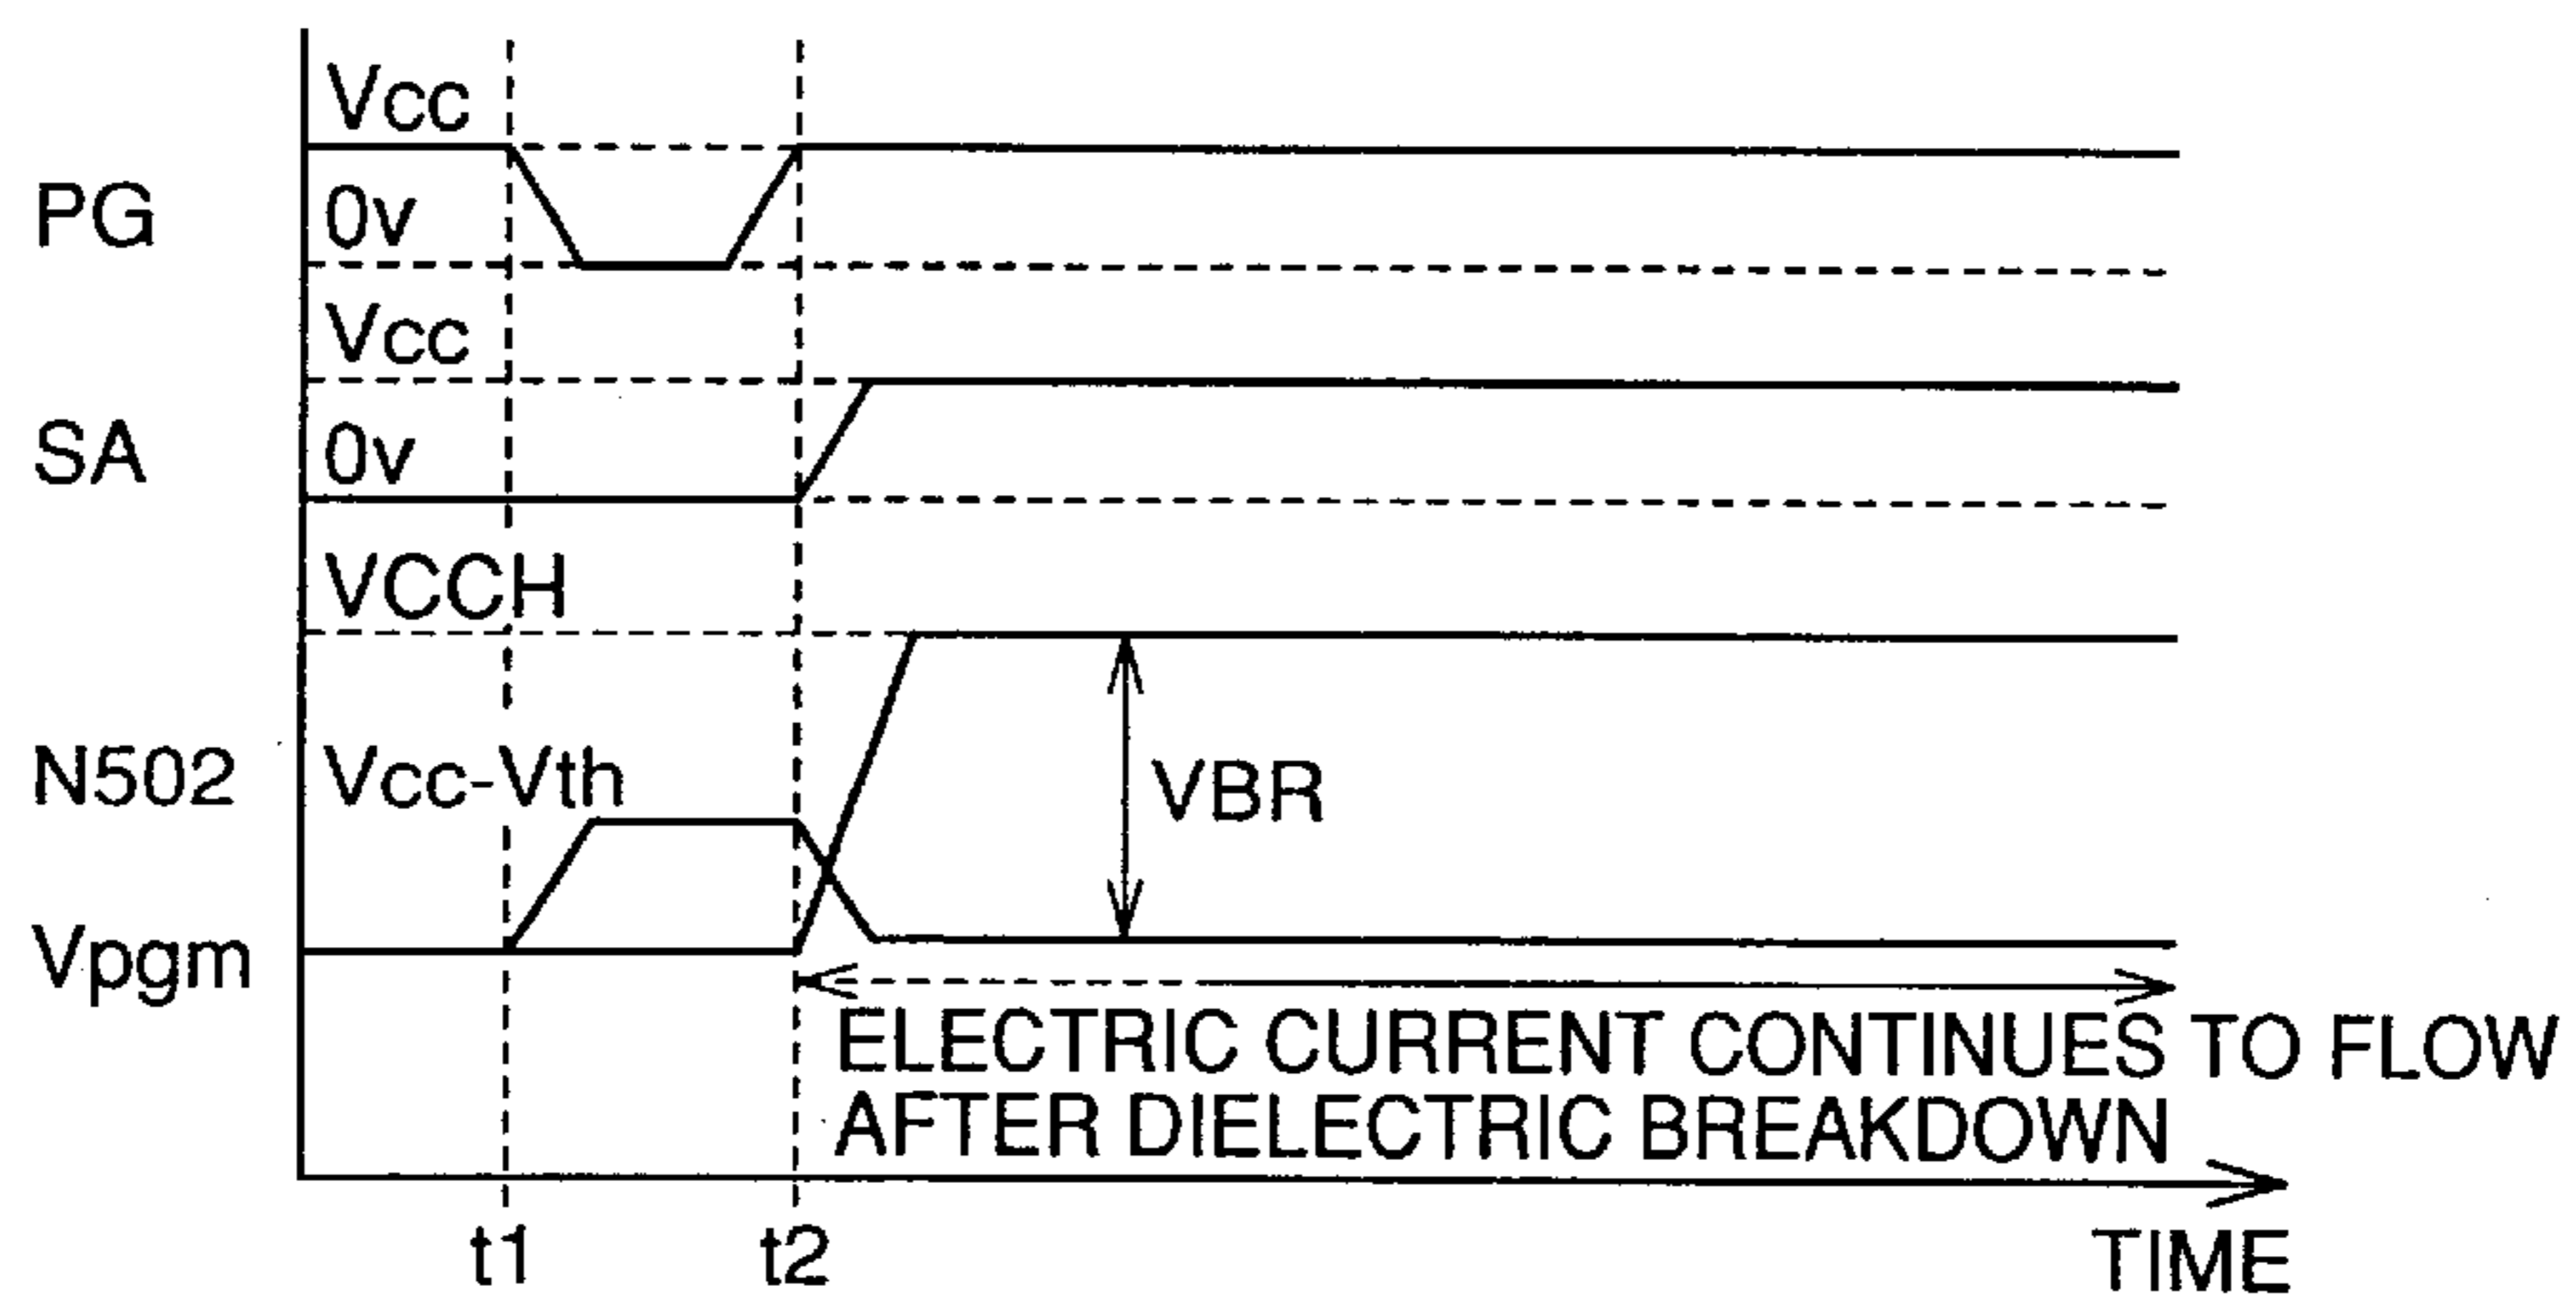 Vcc
PG
0v
Vcc
SA
0v
VCCH
N502
Vcc-Vth
VBR
Vpgm
ELECTRIC CURRENT CONTINUES TO FLOW
AFTER DIELECTRIC BREAKDOWN
t1
t2
TIME